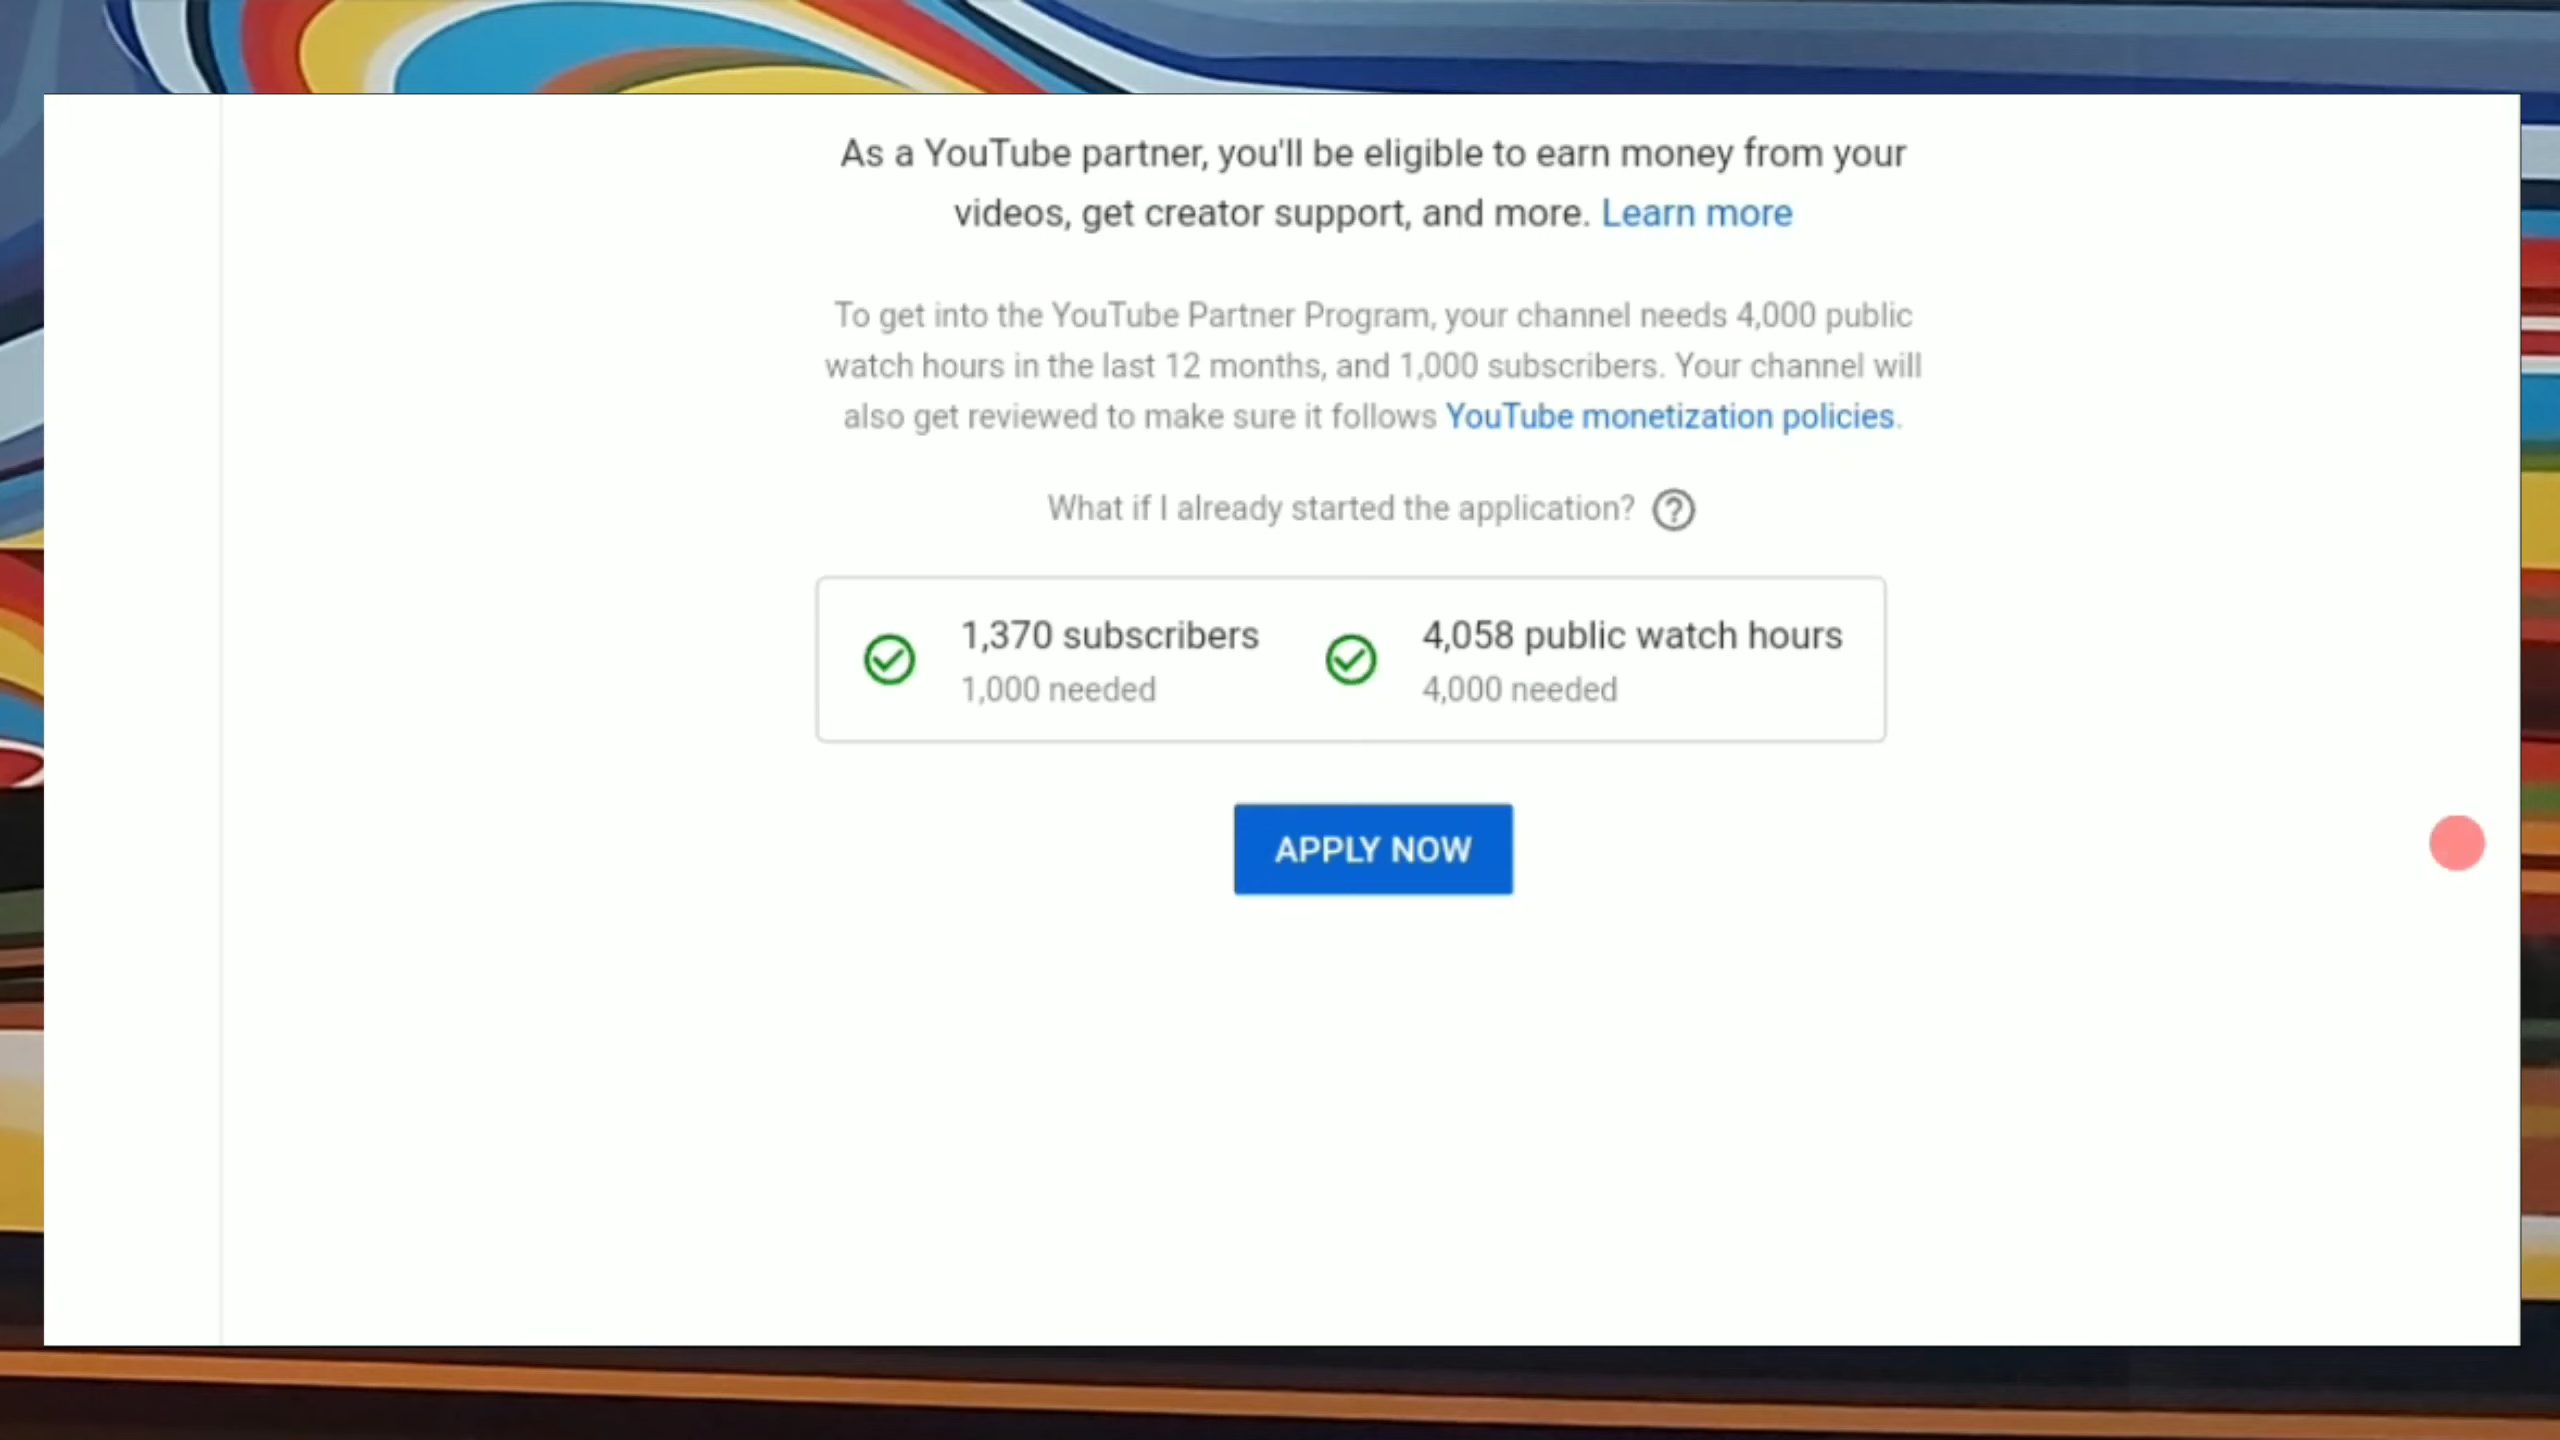 As a YouTube partner, you'll be eligible to earn money from your
videos, get creator support, and more. Learn more
To get into the YouTube Partner Program, your channel needs 4,000 public
watch hours in the last 12 months, and 1,000 subscribers. Your channel will
also get reviewed to make sure it follows YouTube monetization policies.
What if I already started the application?
1,370 subscribers
1,000 needed
4,058 public watch hours
4,000 needed
APPLY NOW